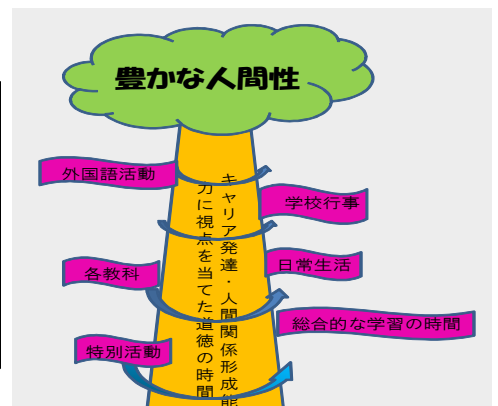 豊かな人間性
外国語活動
学校行事
各教科
日常生活
特別活動
総合的な学習の時間
キャリア発達・人間関係形成能
力に視点を当てた道徳の時間